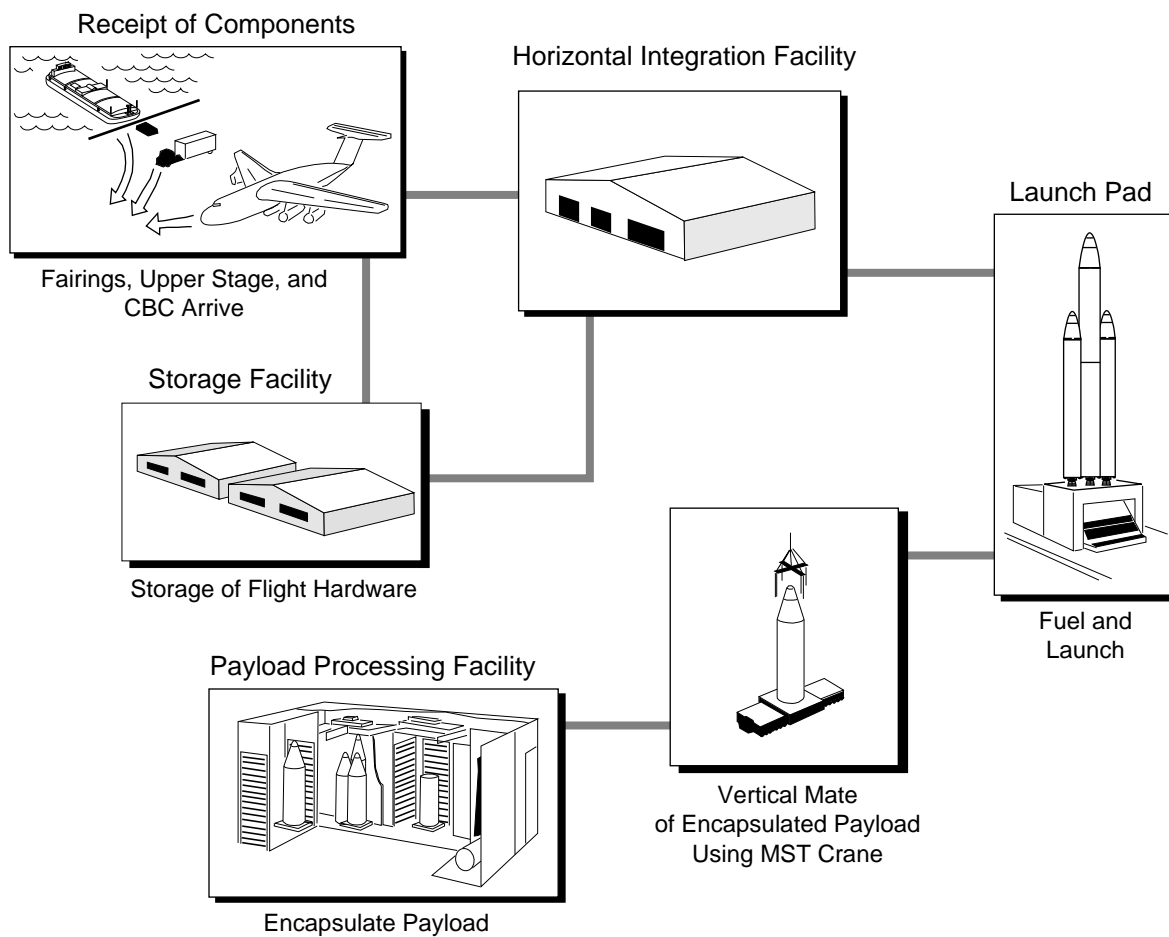 Receipt of Components
Fairings, Upper Stage, and
CBC Arrive
Horizontal Integration Facility
Launch Pad
Fuel and
Launch
Storage Facility
Storage of Flight Hardware
Payload Processing Facility
Encapsulate Payload
Vertical Mate
of Encapsulated Payload
Using MST Crane